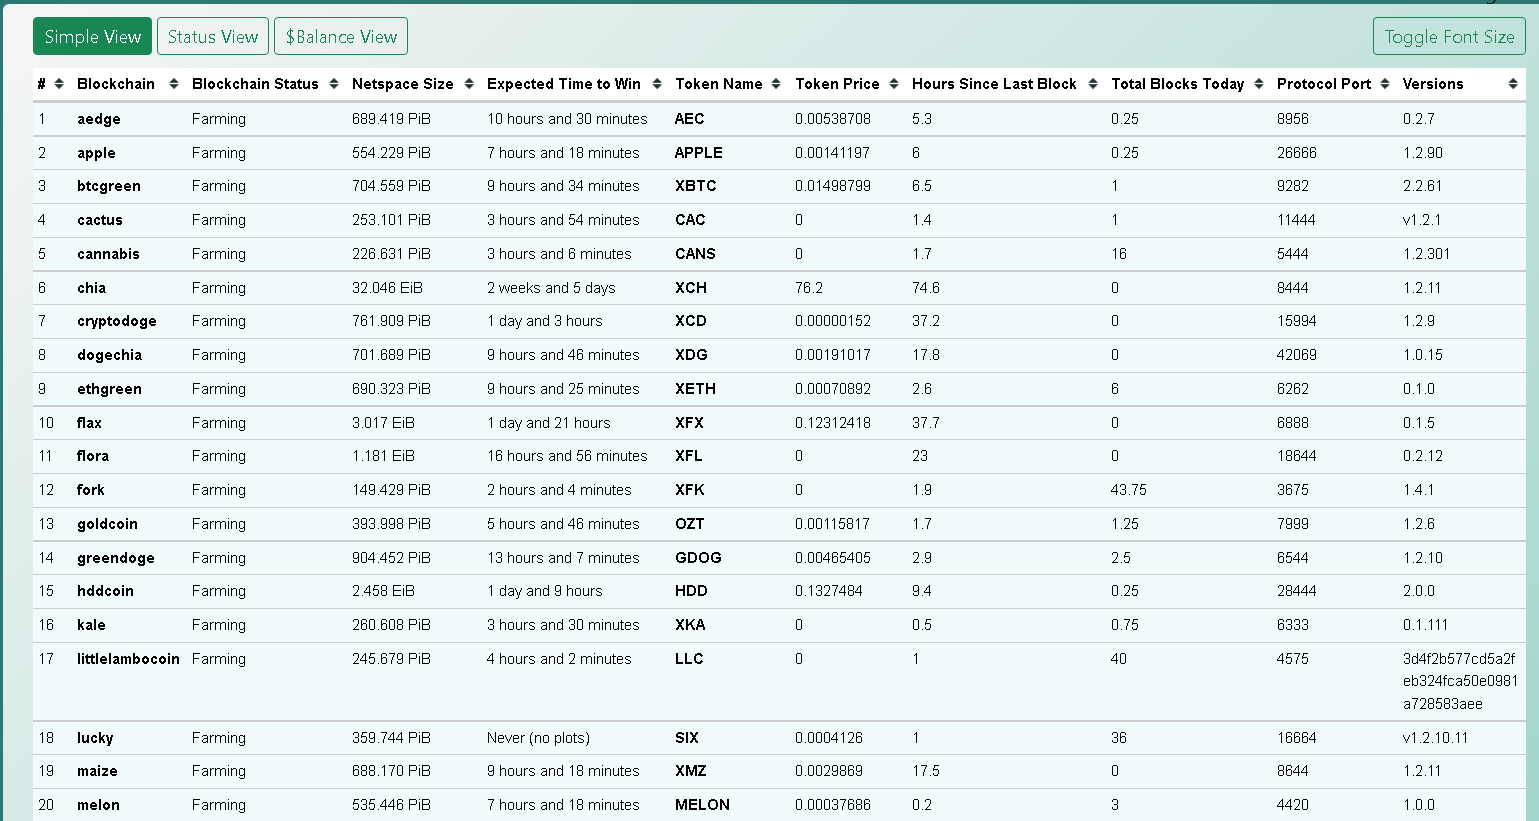 Simple View Status View $Balance View Toggle Font Size
# Blockchain Blockchain Status Netspace Size Expected Time to Win Token Name Token Price Hours Since Last Block Total Blocks Today Protocol Port Versions
1 aedge Farming 689.419 PiB 10 hours and 30 minutes AEC 0.00538708 5.3 0.25 8956 0.2.7
2 apple Farming 554.229 PiB 7 hours and 18 minutes APPLE 0.00141197 6 0.25 26666 1.2.90
3 btcgreen Farming 704.559 PiB 9 hours and 34 minutes XBTC 0.01498799 6.5 1 9282 2.2.61
4 cactus Farming 253.101 PiB 3 hours and 54 minutes CAC 0 1.4 1 11444 v1.2.1
5 cannabis Farming 226.631 PiB 3 hours and 6 minutes CANS 0 1.7 16 5444 1.2.301
6 chia Farming 32.046 EiB 2 weeks and 5 days XCH 76.2 74.6 0 8444 1.2.11
7 cryptodoge Farming 761.909 PiB 1 day and 3 hours XCD 0.00000152 37.2 0 15994 1.2.9
8 dogechia Farming 701.689 PiB 9 hours and 46 minutes XDG 0.00191017 17.8 0 42069 1.0.15
9 ethgreen Farming 690.323 PiB 9 hours and 25 minutes XETH 0.00070892 2.6 6 6262 0.1.0
10 flax Farming 3.017 EiB 1 day and 21 hours XFX 0.12312418 37.7 0 6888 0.1.5
11 flora Farming 1.181 EiB 16 hours and 56 minutes XFL 0 23 0 18644 0.2.12
12 fork Farming 149.429 PiB 2 hours and 4 minutes XFK 0 1.9 43.75 3675 1.4.1
13 goldcoin Farming 393.998 PiB 5 hours and 46 minutes OZT 0.00115817 1.7 1.25 7999 1.2.6
14 greendoge Farming 904.452 PiB 13 hours and 7 minutes GDOG 0.00465405 2.9 2.5 6544 1.2.10
15 hddcoin Farming 2.458 EiB 1 day and 9 hours HDD 0.1327484 9.4 0.25 28444 2.0.0
16 kale Farming 260.608 PiB 3 hours and 30 minutes XKA 0 0.5 0.75 6333 0.1.111
17 littlelambocoin Farming 245.679 PiB 4 hours and 2 minutes LLC 0 1 40 4575 3d4f2b577cd5a2f
eb324fca50e0981
a728583aee
18 lucky Farming 359.744 PiB Never (no plots) SIX 0.0004126 1 36 16664 v1.2.10.11
19 maize Farming 688.170 PiB 9 hours and 18 minutes XMZ 0.0029869 17.5 0 8644 1.2.11
20 melon Farming 535.446 PiB 7 hours and 18 minutes MELON 0.00037686 0.2 3 4420 1.0.0